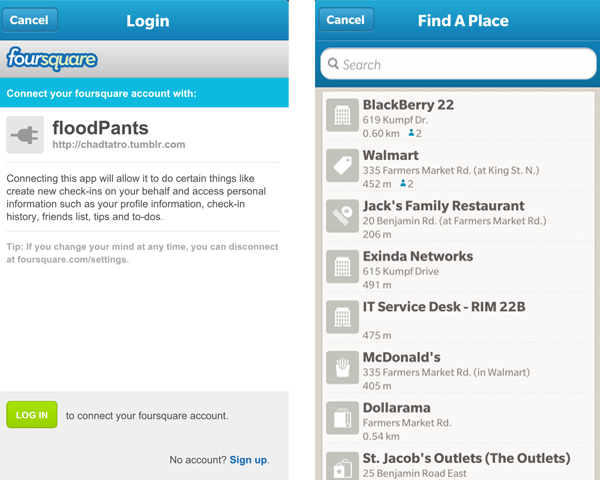 Cancel
Login
foursquare
Connect your foursquare account with:
floodPants
http://chadtatro.tumblr.com
Connecting this app will allow it to do certain things like
create new check-ins on your behalf and access personal
information such as your profile information, check-in
history, friends list, tips and to-dos.
Tip: If you change your mind at any time, you can disconnect
at foursquare.com/settings.
LOG IN
to connect your foursquare account.
No account? Sign up.
Cancel
Find A Place
Search
BlackBerry 22
619 Kumpf Dr.
0.60 km 2
Walmart
335 Farmers Market Rd. (at King St. N.)
452 m 2
Jack's Family Restaurant
20 Benjamin Rd. (at Farmers Market Rd.)
206 m
Exinda Networks
615 Kumpf Drive
491 m
IT Service Desk - RIM 22B
475 m
McDonald's
335 Farmers Market Rd. (in Walmart)
405 m
Dollarama
Farmers Market Rd.
0.54 km
St. Jacob's Outlets (The Outlets)
25 Benjamin Road East